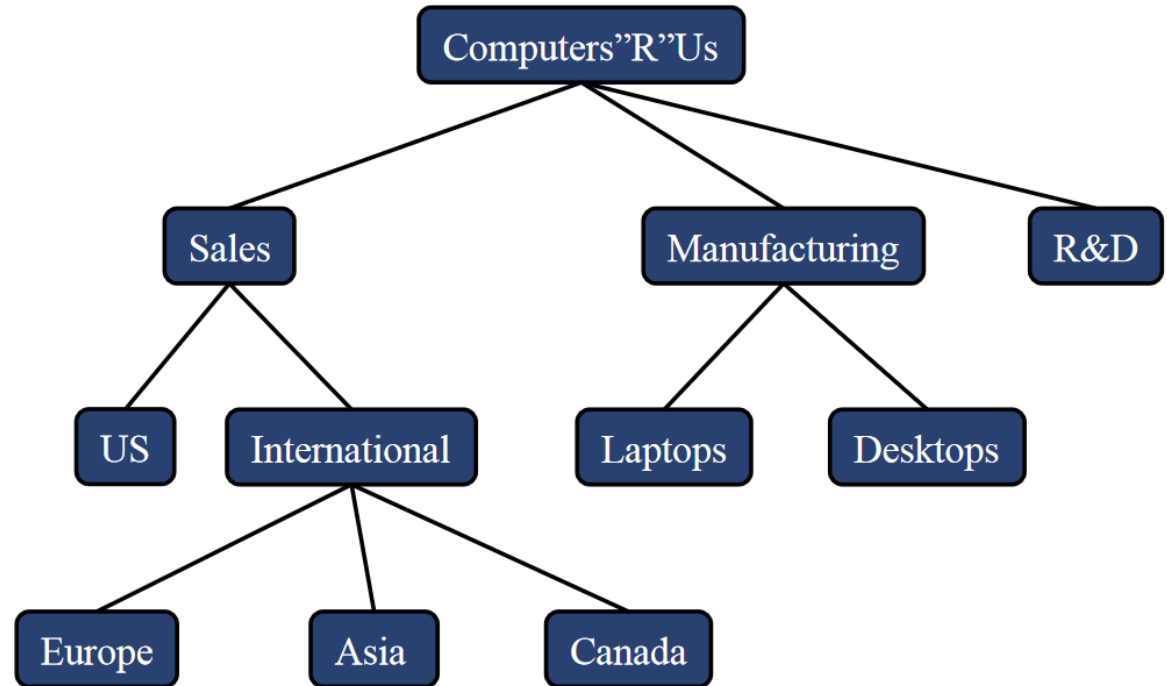 Computers”R”Us
Sales
Manufacturing
R&D
US
International
Laptops
Desktops
Europe
Asia
Canada